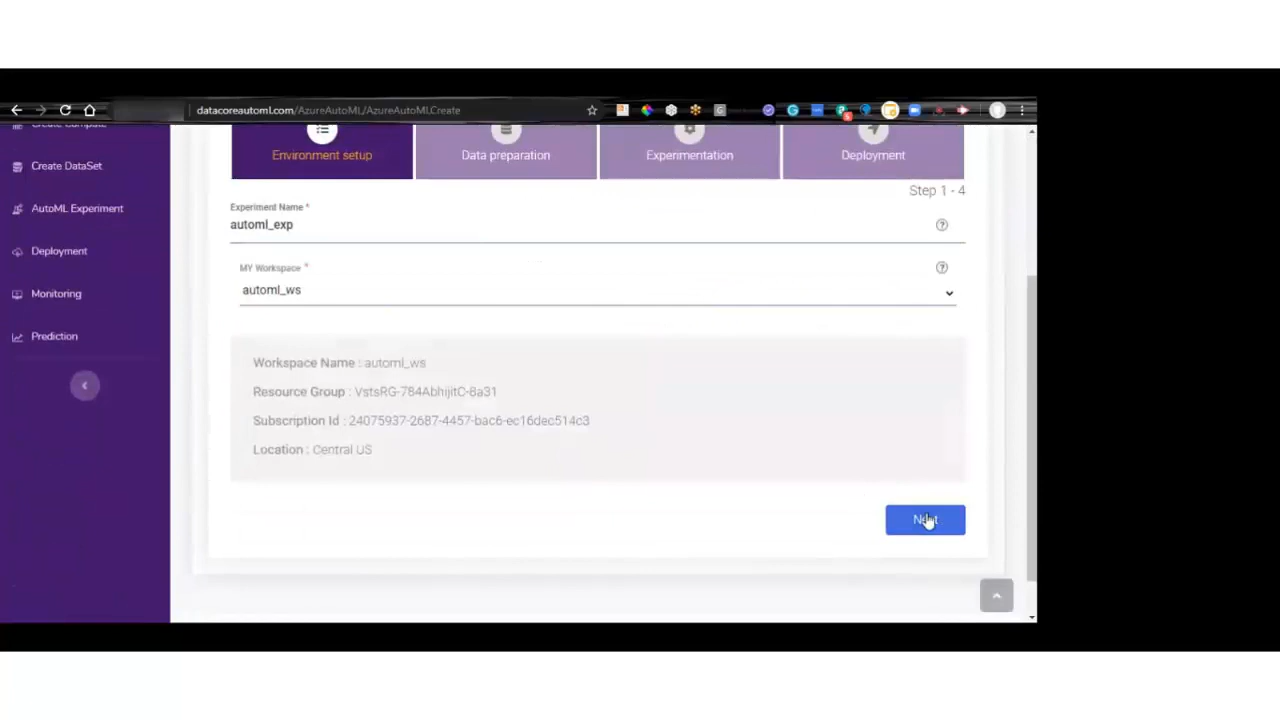 datacoreautoml.com/AzureAutoML/AzureAutoMLCreate
Create DataSet
AutoML Experiment
Deployment
Monitoring
Prediction
Environment setup
Data preparation
Experimentation
Deployment
Step 1 - 4
Experiment Name *
automl_exp
MY Workspace *
automl_ws
Workspace Name : automl_ws
Resource Group : VstsRG-784AbhijitC-8a31
Subscription Id : 24075937-2687-4457-bac6-ec16dec514c3
Location : Central US
Next